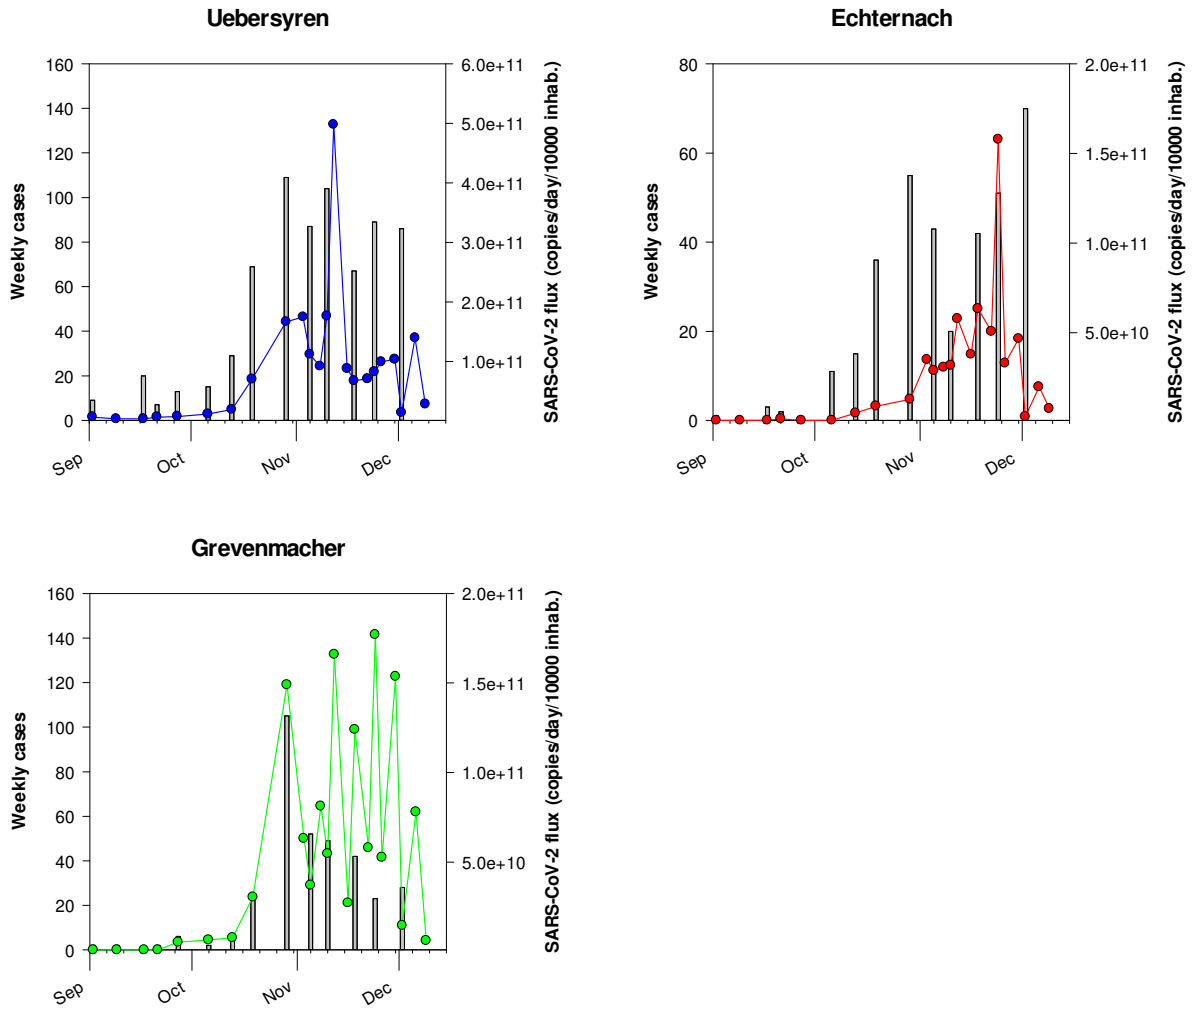 Uebersyren
160
140
120
100
80
60
40
20
0
Weekly cases
6.0e+11
5.0e+11
4.0e+11
3.0e+11
2.0e+11
1.0e+11
SARS-CoV-2 flux (copies/day/10000 inhab.)
Sep
Oct
Nov
Dec
Echternach
80
60
40
20
0
Weekly cases
2.0e+11
1.5e+11
1.0e+11
5.0e+10
SARS-CoV-2 flux (copies/day/10000 inhab.)
Sep
Oct
Nov
Dec
Grevenmacher
160
140
120
100
80
60
40
20
0
Weekly cases
2.0e+11
1.5e+11
1.0e+11
5.0e+10
SARS-CoV-2 flux (copies/day/10000 inhab.)
Sep
Oct
Nov
Dec